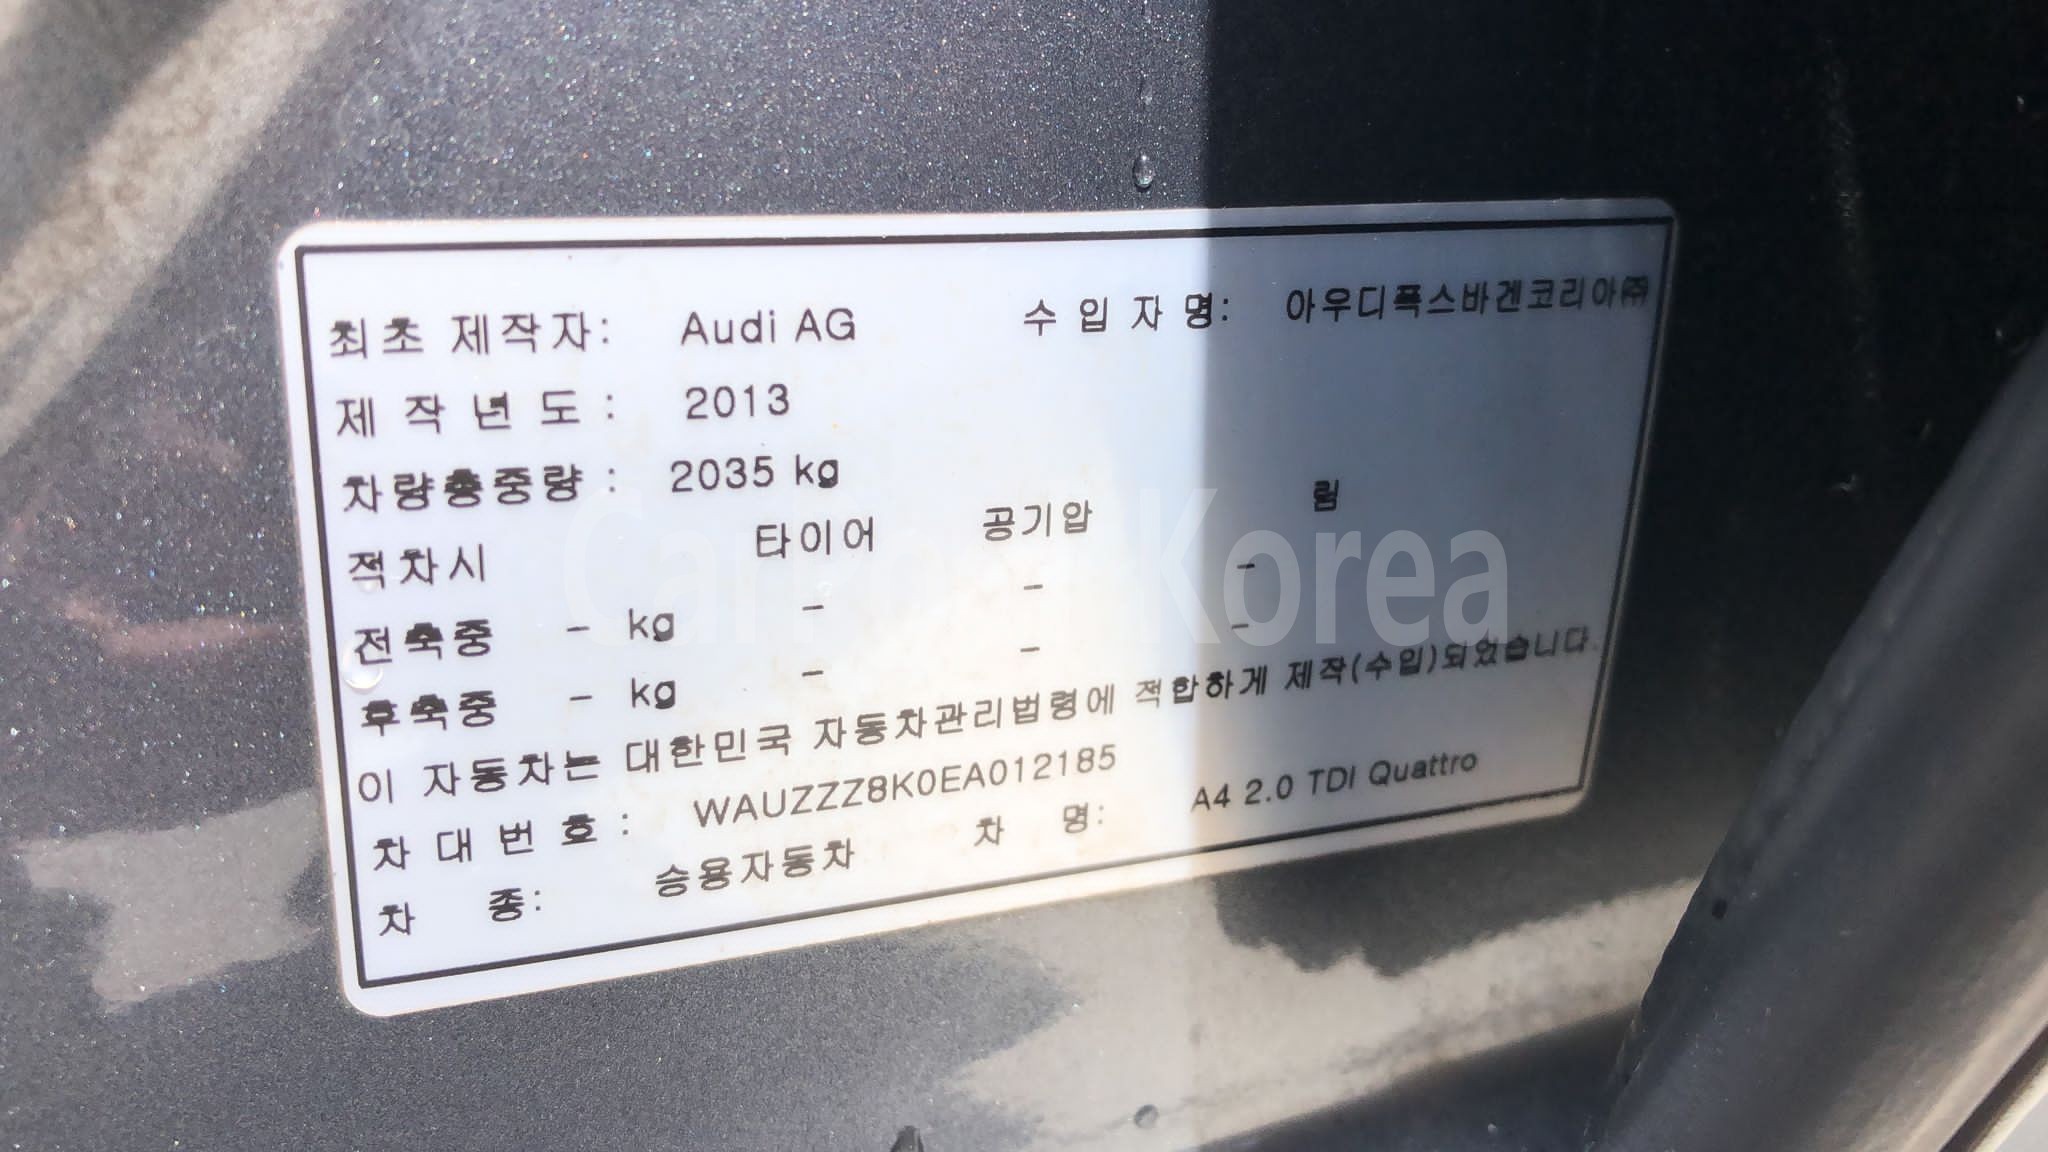 최초 제작자: Audi AG 수 입 자 명: 아우디폭스바겐코리아㈜
제 작 년 도 : 2013
차량총중량 : 2035 kg
적차시 타이어 공기압 림
전축중 - kg - - -
후축중 - kg - - -
이 자동차는 대한민국 자동차관리법령에 적합하게 제작(수입)되었습니다.
차 대 번 호 : WAUZZZ8K0EA012185
차 종: 승용자동차 차 명: A4 2.0 TDI Quattro
Korea